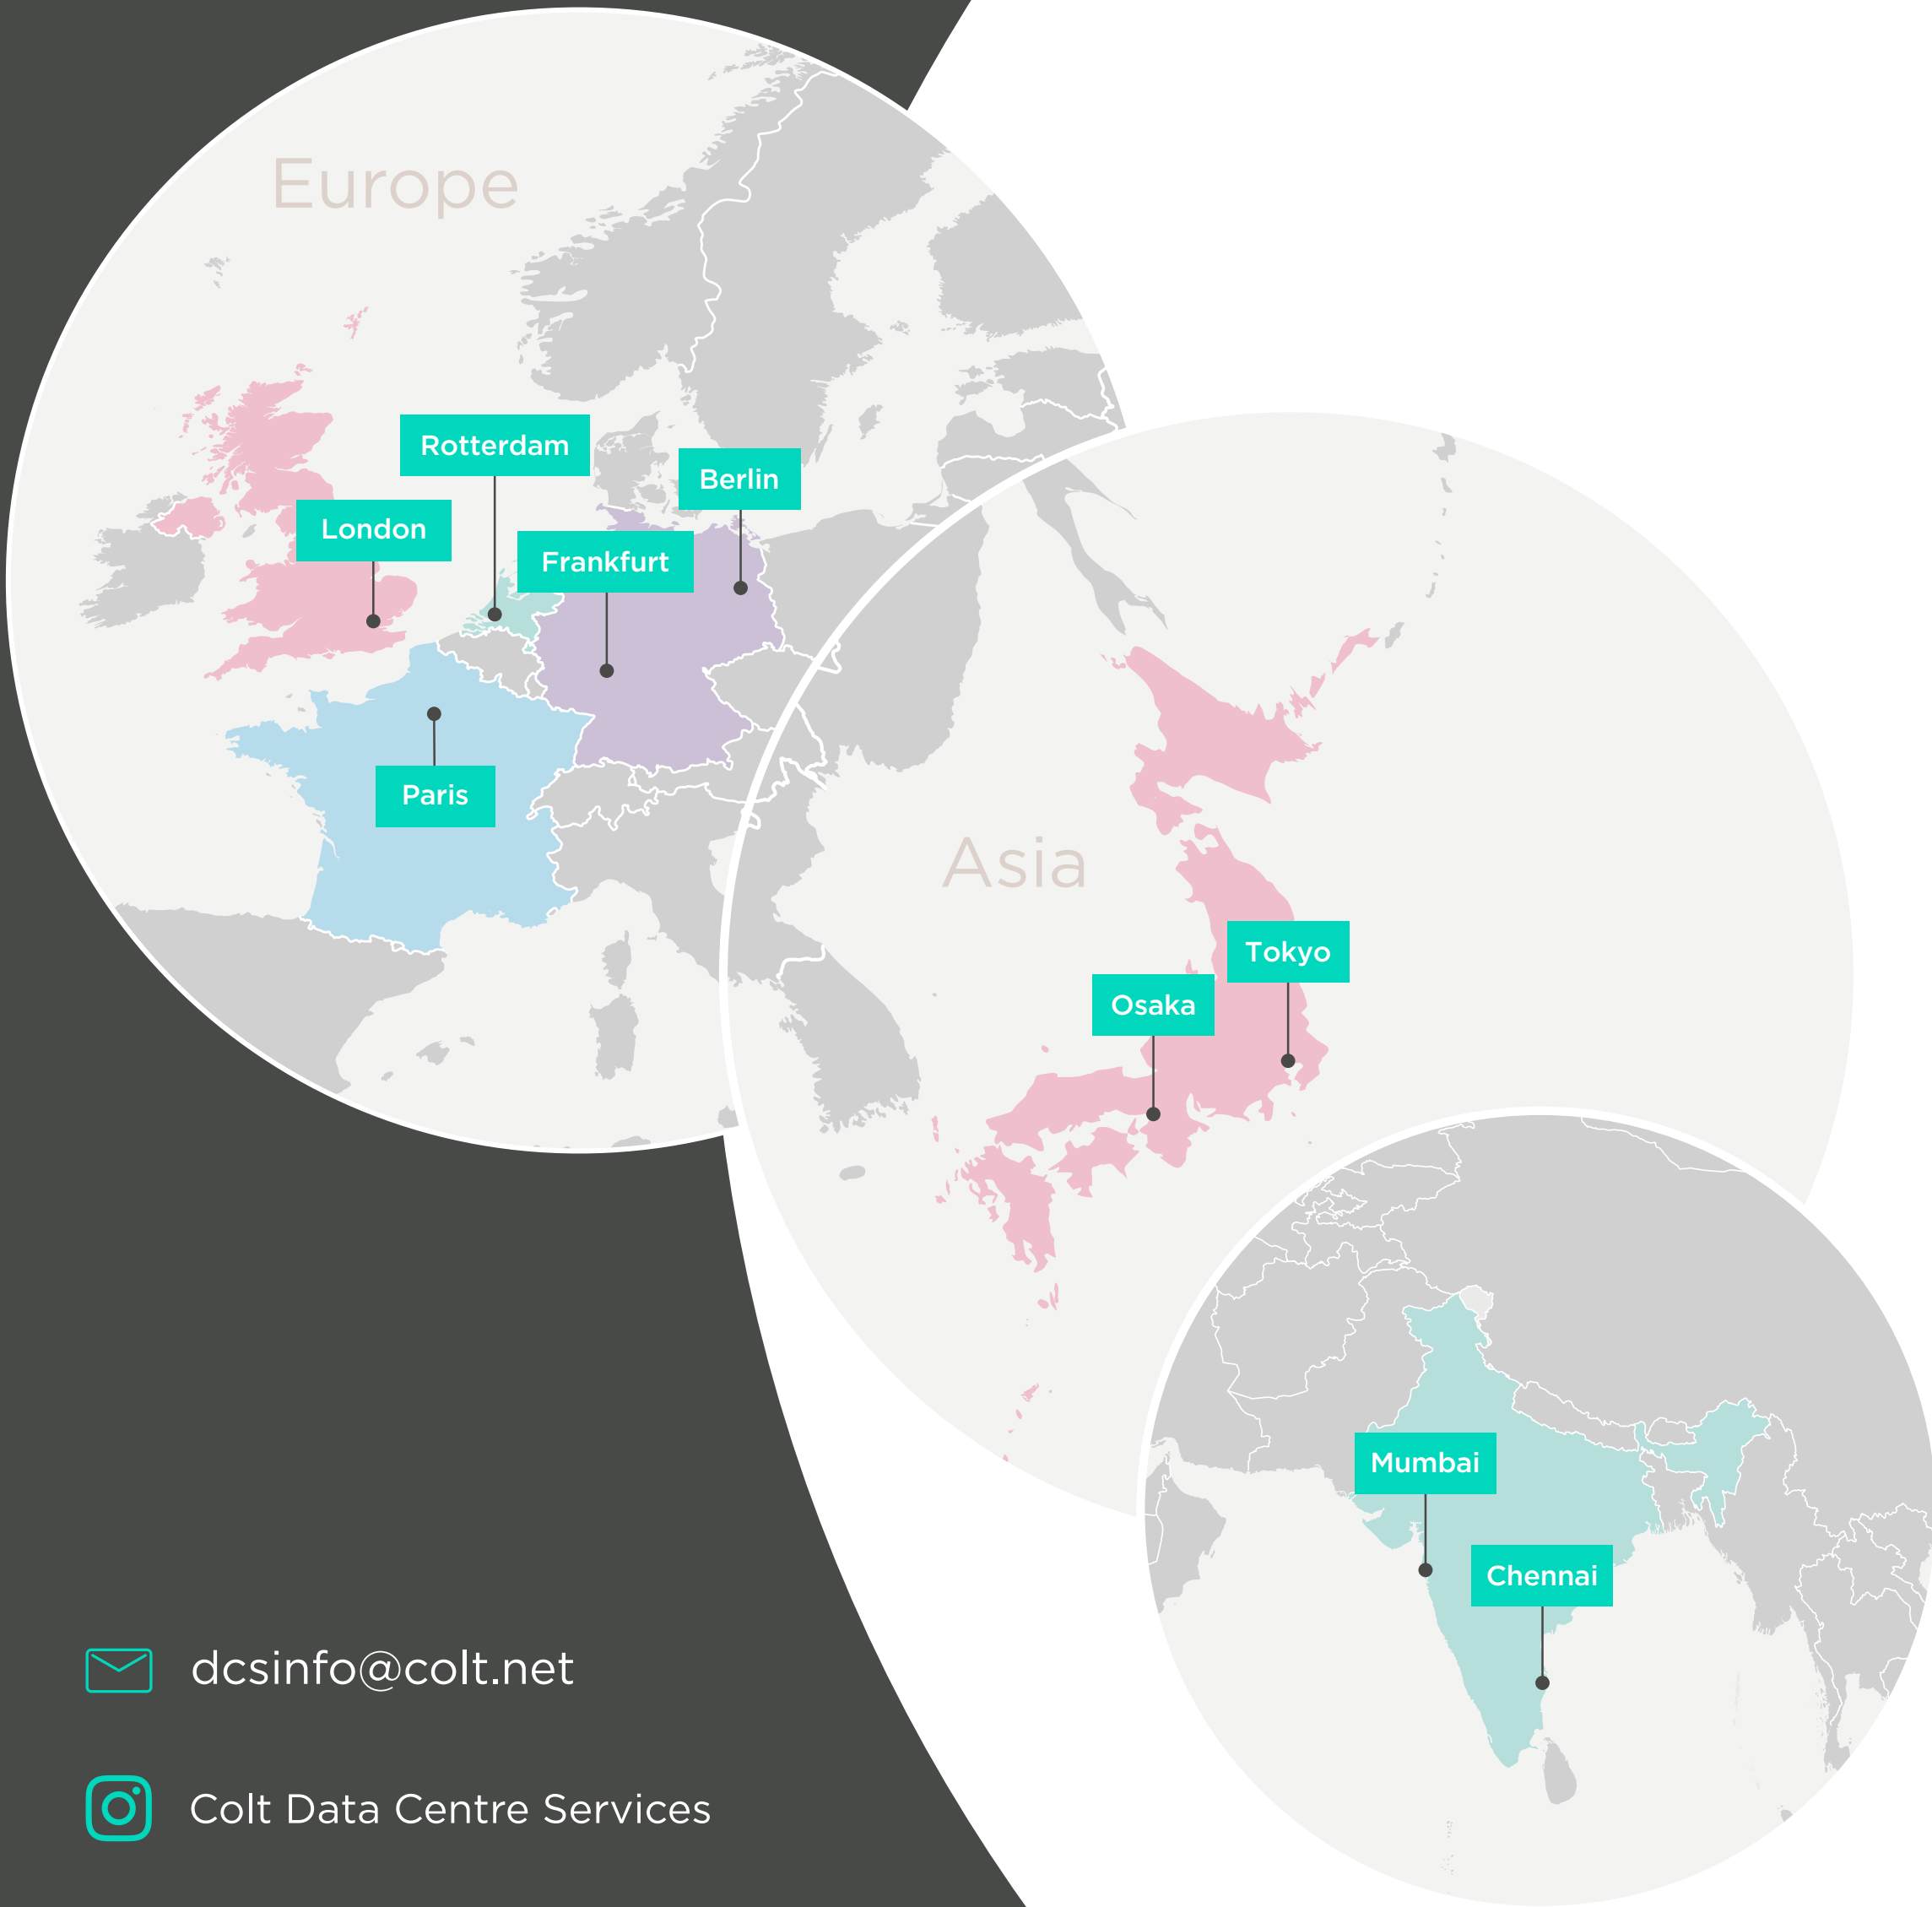 Europe
Rotterdam
Berlin
London
Frankfurt
Paris
Asia
Tokyo
Osaka
Mumbai
Chennai
dcsinfo@colt.net
Colt Data Centre Services